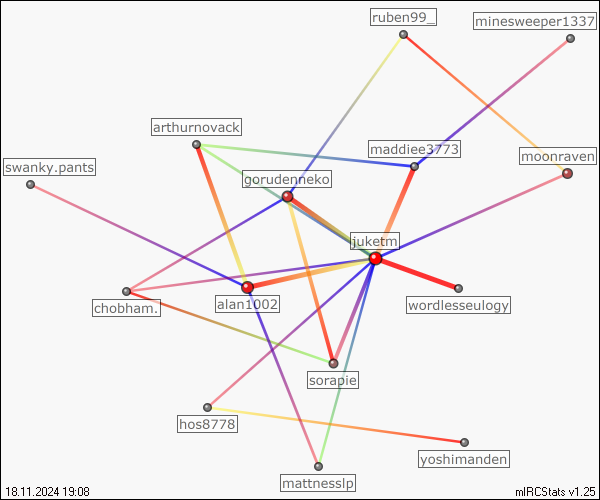 ruben99_
minesweeper1337
arthurnovack
maddiee3773
moonraven
swanky.pants
gorudenneko
juketm
chobham.
alan1002
wordlesseulogy
sorapie
hos8778
yoshimanden
mattnesslp
18.11.2024 19:08
mIRCStats v1.25